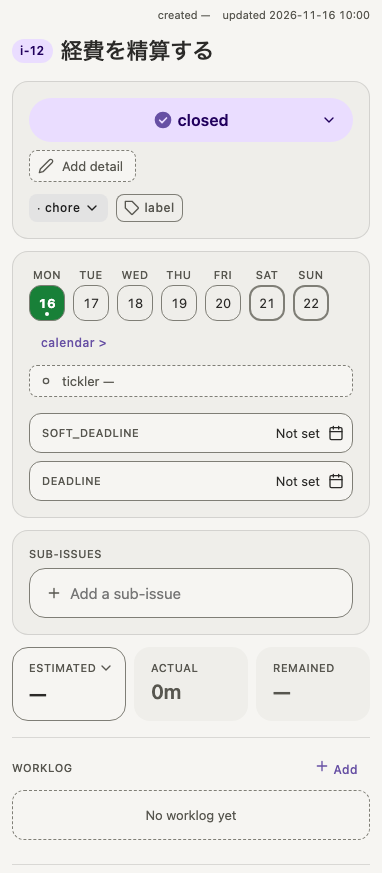 created — updated 2026-11-16 10:00
i-12 経費を精算する
closed
Add detail
· chore label
MON TUE WED THU FRI SAT SUN
16 17 18 19 20 21 22
calendar >
tickler —
SOFT_DEADLINE Not set
DEADLINE Not set
SUB-ISSUES
+ Add a sub-issue
ESTIMATED ACTUAL REMAINED
— 0m —
WORKLOG + Add
No worklog yet